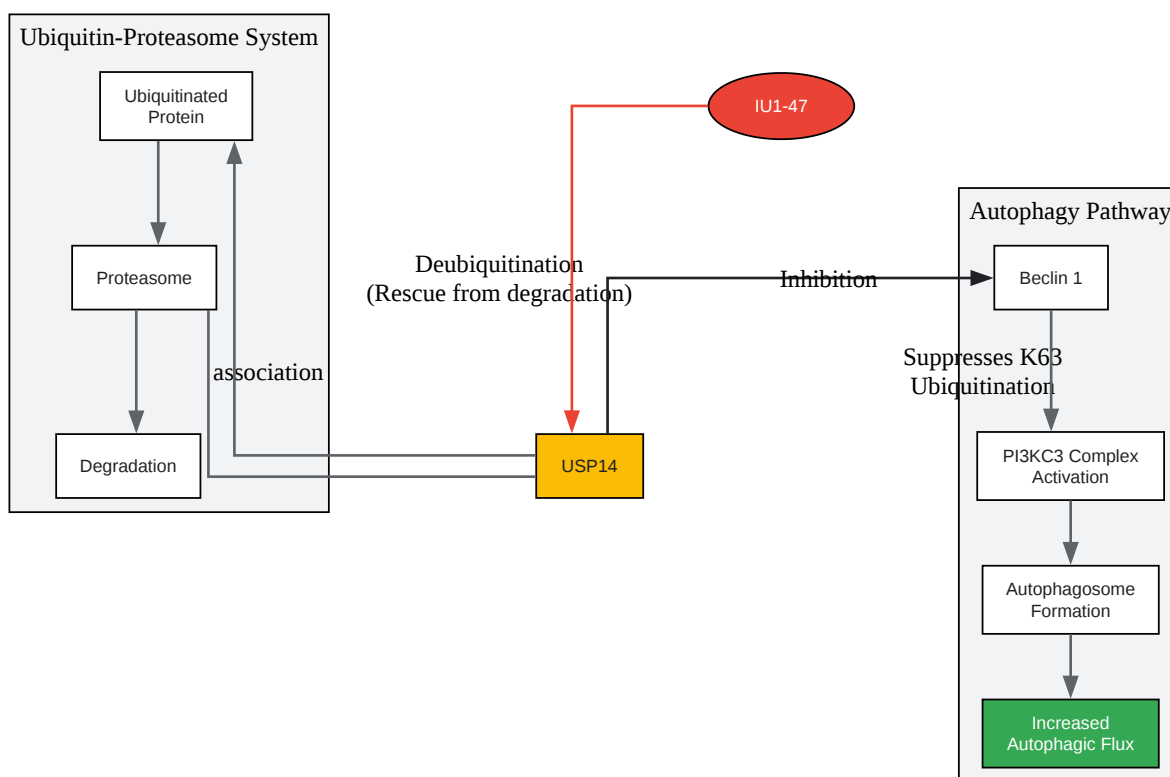 Ubiquitin-Proteasome System
Ubiquitinated
Protein
IU1-47
Autophagy Pathway
Proteasome
Deubiquitination
(Rescue from degradation)
Inhibition
Beclin 1
association
Suppresses K63
Ubiquitination
Degradation
USP14
PI3KC3 Complex
Activation
Autophagosome
Formation
Increased
Autophagic Flux